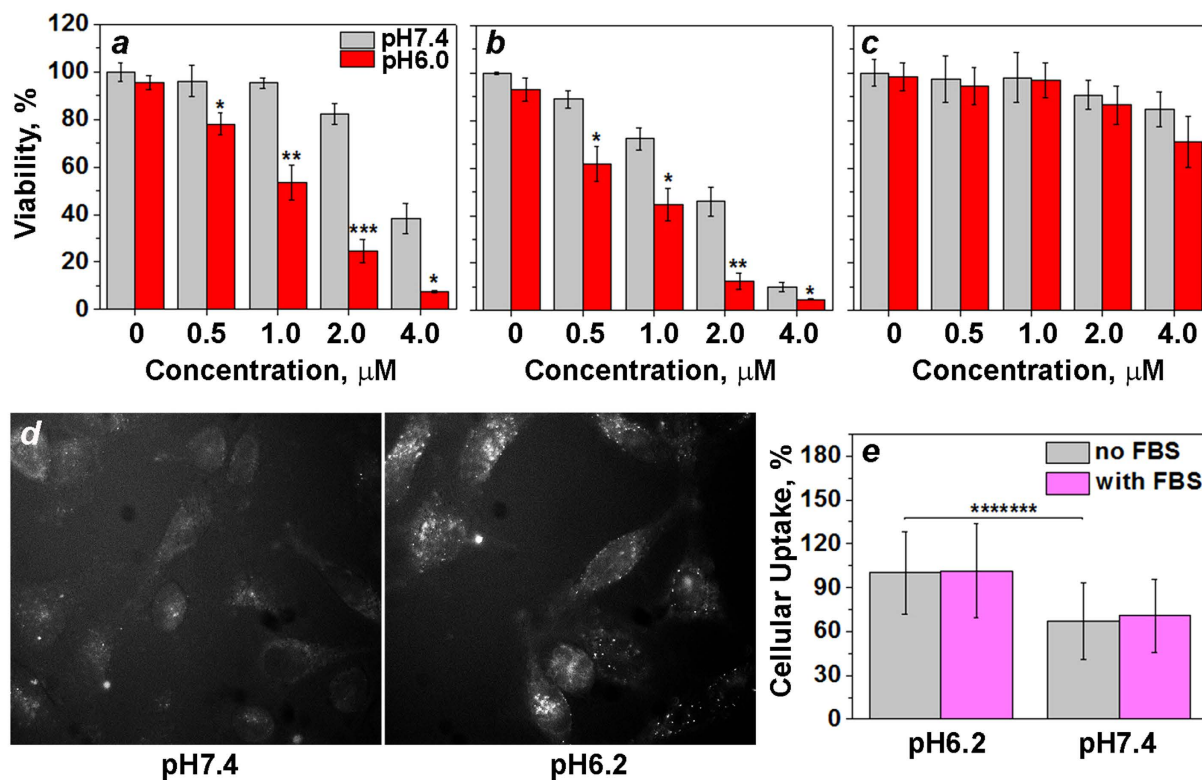 120
100
80
60
40
20
0
Viability, %
a
pH7.4
pH6.0
*
**
***
*
0 0.5 1.0 2.0 4.0
Concentration, μM
b
*
*
**
*
0 0.5 1.0 2.0 4.0
Concentration, μM
c
0 0.5 1.0 2.0 4.0
Concentration, μM
d
pH7.4
pH6.2
180
150
120
90
60
30
0
Cellular Uptake, %
e
no FBS
with FBS
*******
pH6.2 pH7.4